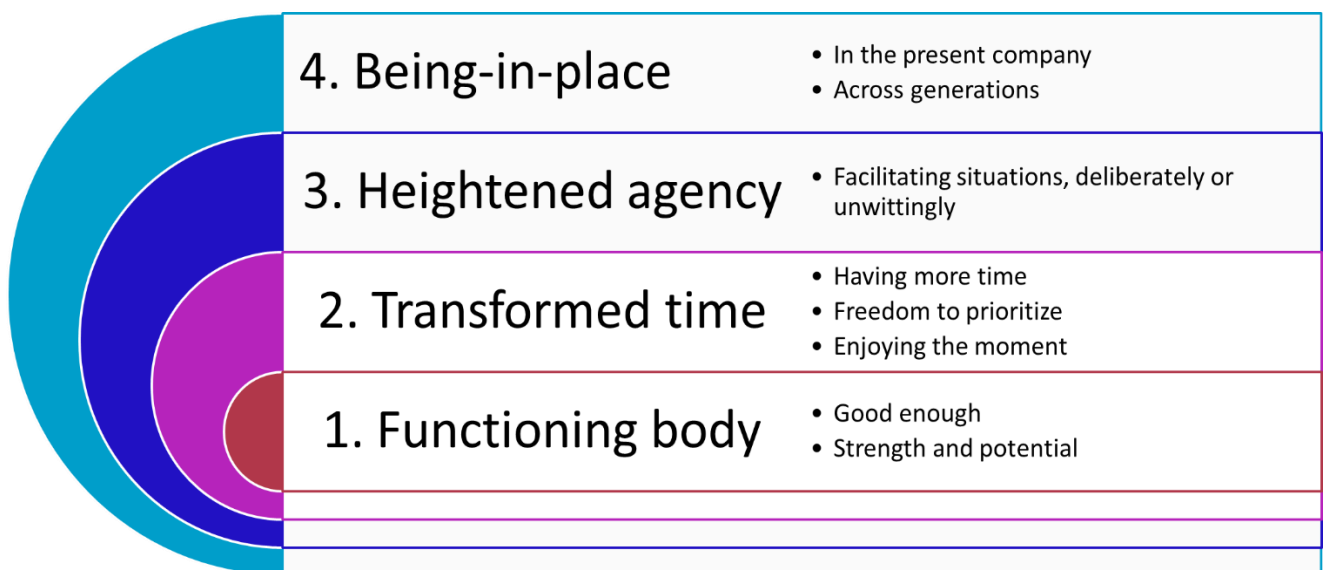 4. Being-in-place
• In the present company
• Across generations
3. Heightened agency
• Facilitating situations, deliberately or
unwittingly
2. Transformed time
• Having more time
• Freedom to prioritize
• Enjoying the moment
1. Functioning body
• Good enough
• Strength and potential